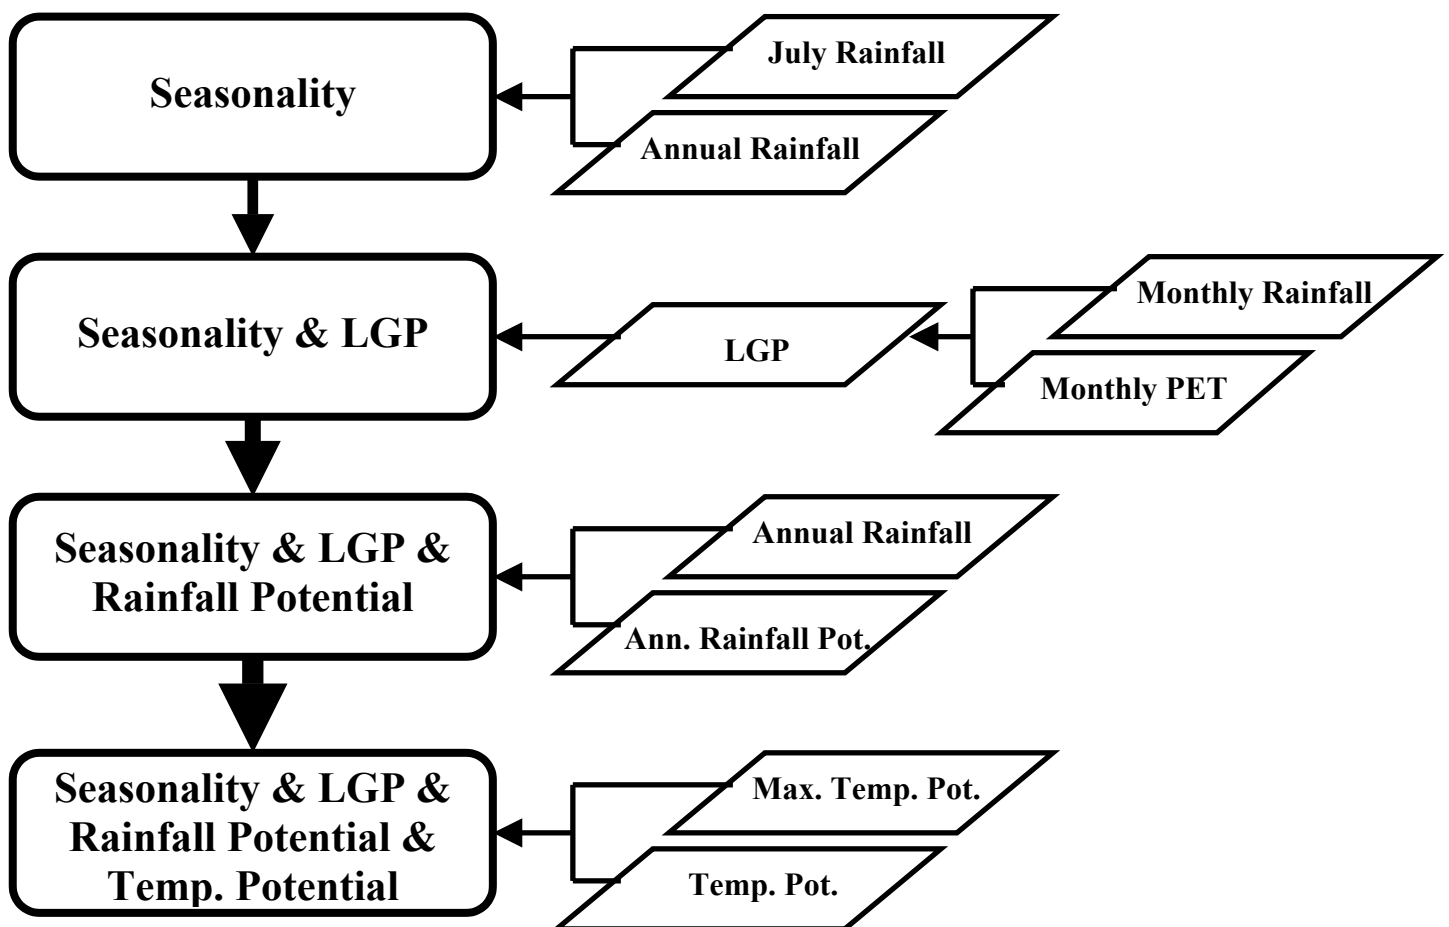 July Rainfall
Seasonality
Annual Rainfall
Monthly Rainfall
Seasonality & LGP
LGP
Monthly PET
Seasonality & LGP &
Rainfall Potential
Annual Rainfall
Ann. Rainfall Pot.
Seasonality & LGP &
Rainfall Potential &
Temp. Potential
Max. Temp. Pot.
Temp. Pot.